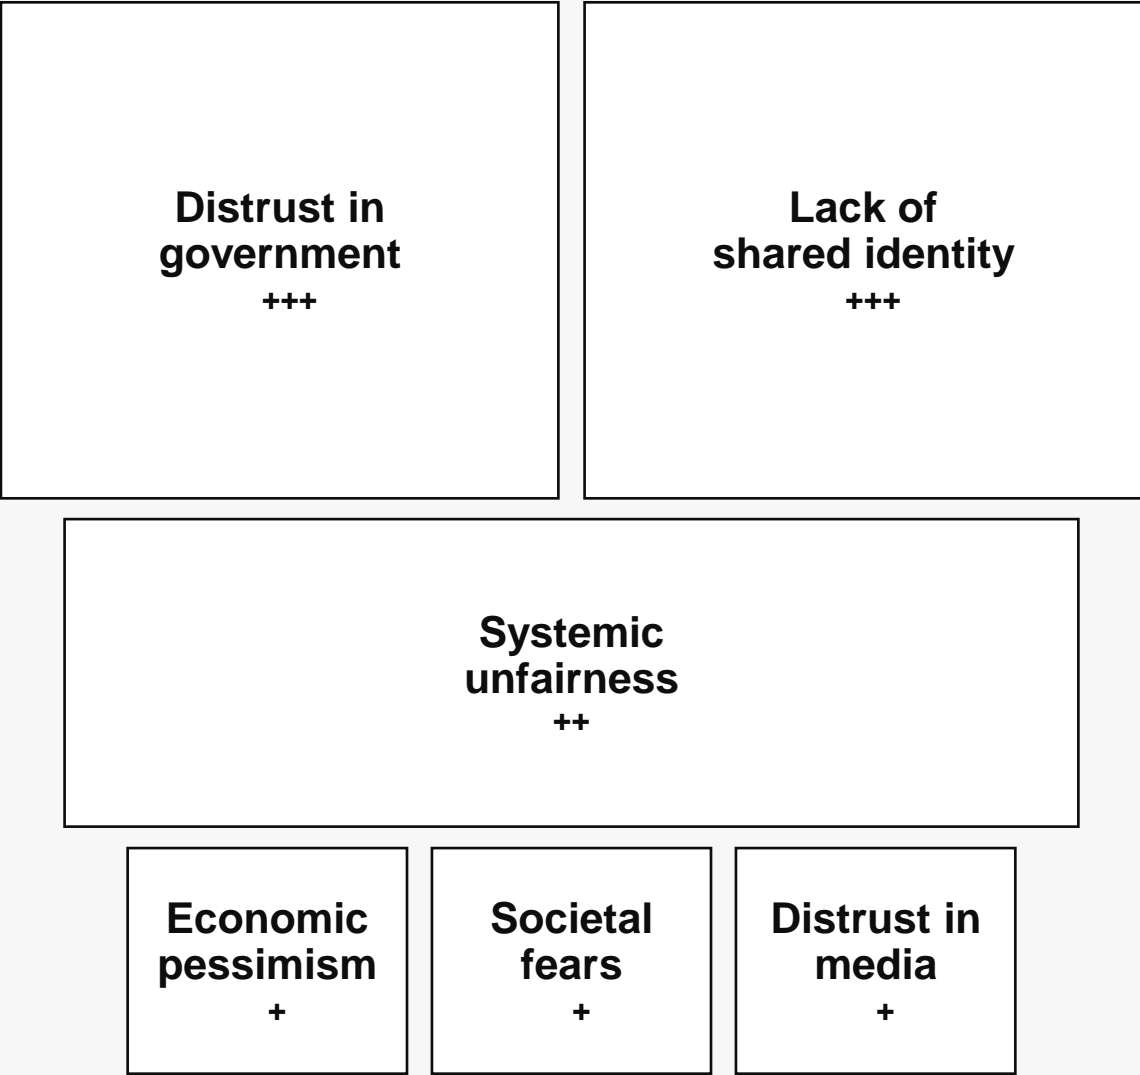 Distrust in
government
+++
Lack of
shared identity
+++
Systemic
unfairness
++
Economic
pessimism
+
Societal
fears
+
Distrust in
media
+